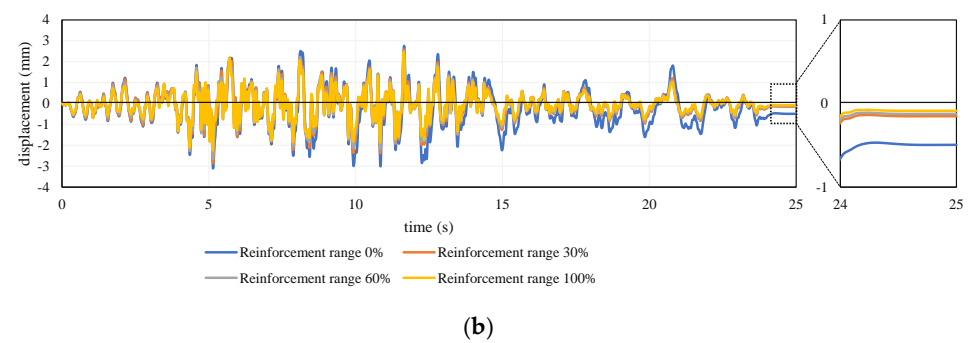 displacement (mm)
4
3
2
1
0
-1
-2
-3
-4
0 5 10 15 20 25
time (s)
1
0
-1
24 25
Reinforcement range 0% Reinforcement range 30%
Reinforcement range 60% Reinforcement range 100%
(b)